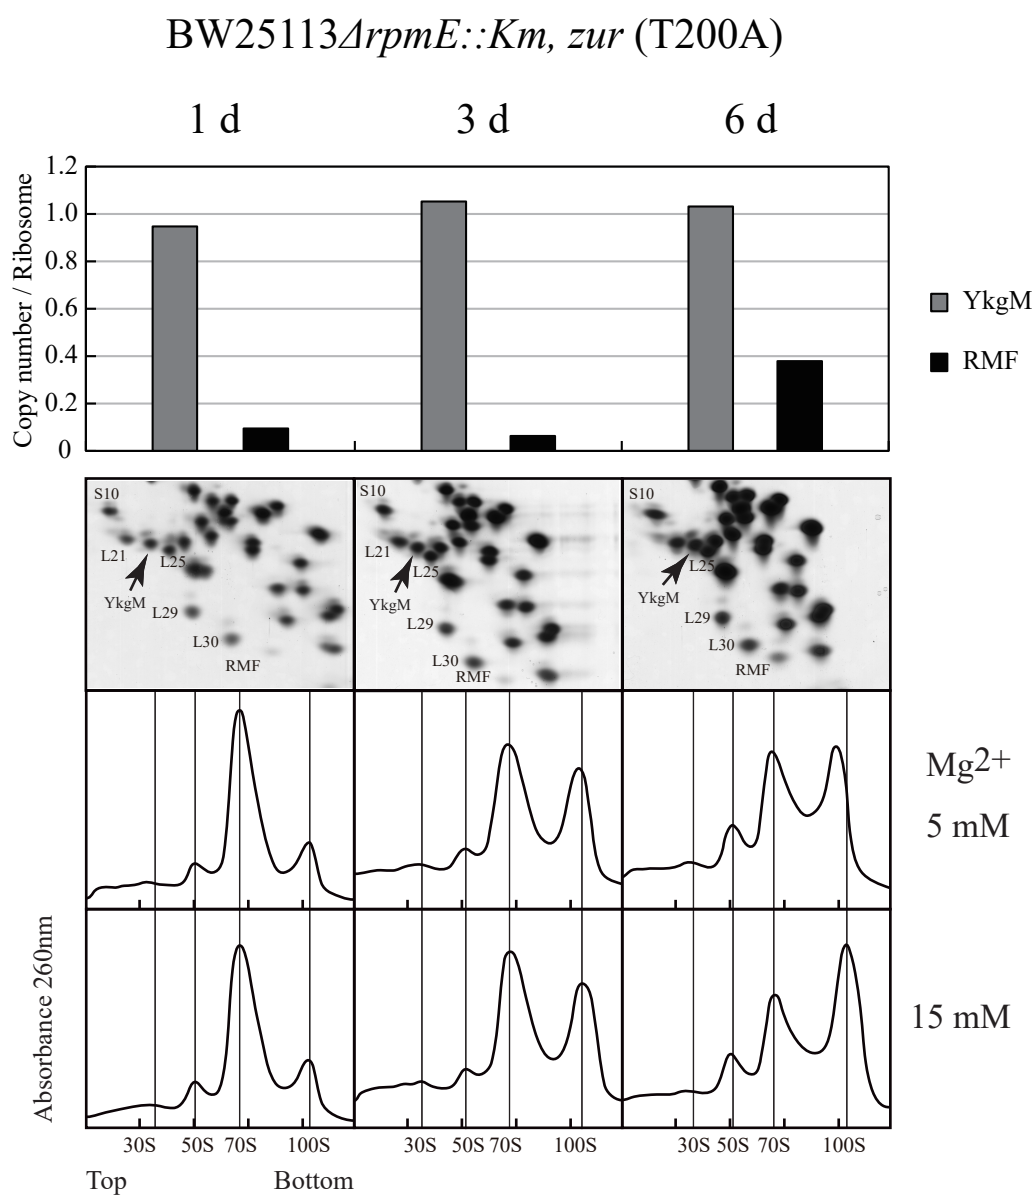 BW25113ΔrpmE::Km, zur (T200A)
1 d 3 d 6 d
Copy number / Ribosome
1.2
1.0
0.8
0.6
0.4
0.2
0
YkgM
RMF
S10
L21
L25
YkgM
L29
L30
RMF
S10
L21
L25
YkgM
L29
L30
RMF
S10
L25
YkgM
L29
L30
RMF
Mg2+
5 mM
Absorbance 260nm
15 mM
30S 50S 70S 100S 30S 50S 70S 100S 30S 50S 70S 100S
Top Bottom